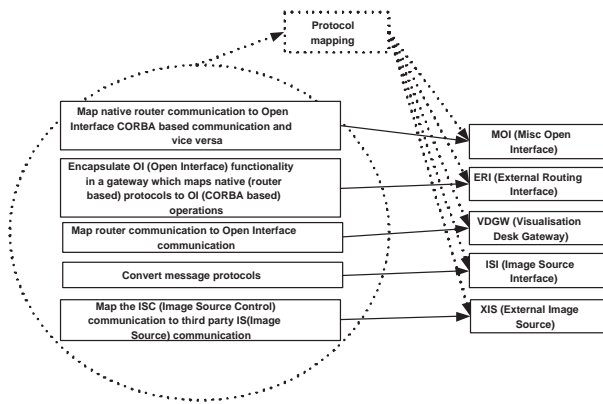 Protocol
mapping
Map native router communication to Open
Interface CORBA based communication and
vice versa
Encapsulate OI (Open Interface) functionality
in a gateway which maps native (router
based) protocols to OI (CORBA based)
operations
Map router communication to Open Interface
communication
Convert message protocols
Map the ISC (Image Source Control)
communication to third party IS(Image
Source) communication
MOI (Misc Open
Interface)
ERI (External Routing
Interface)
VDGW (Visualisation
Desk Gateway)
ISI (Image Source
Interface)
XIS (External Image
Source)